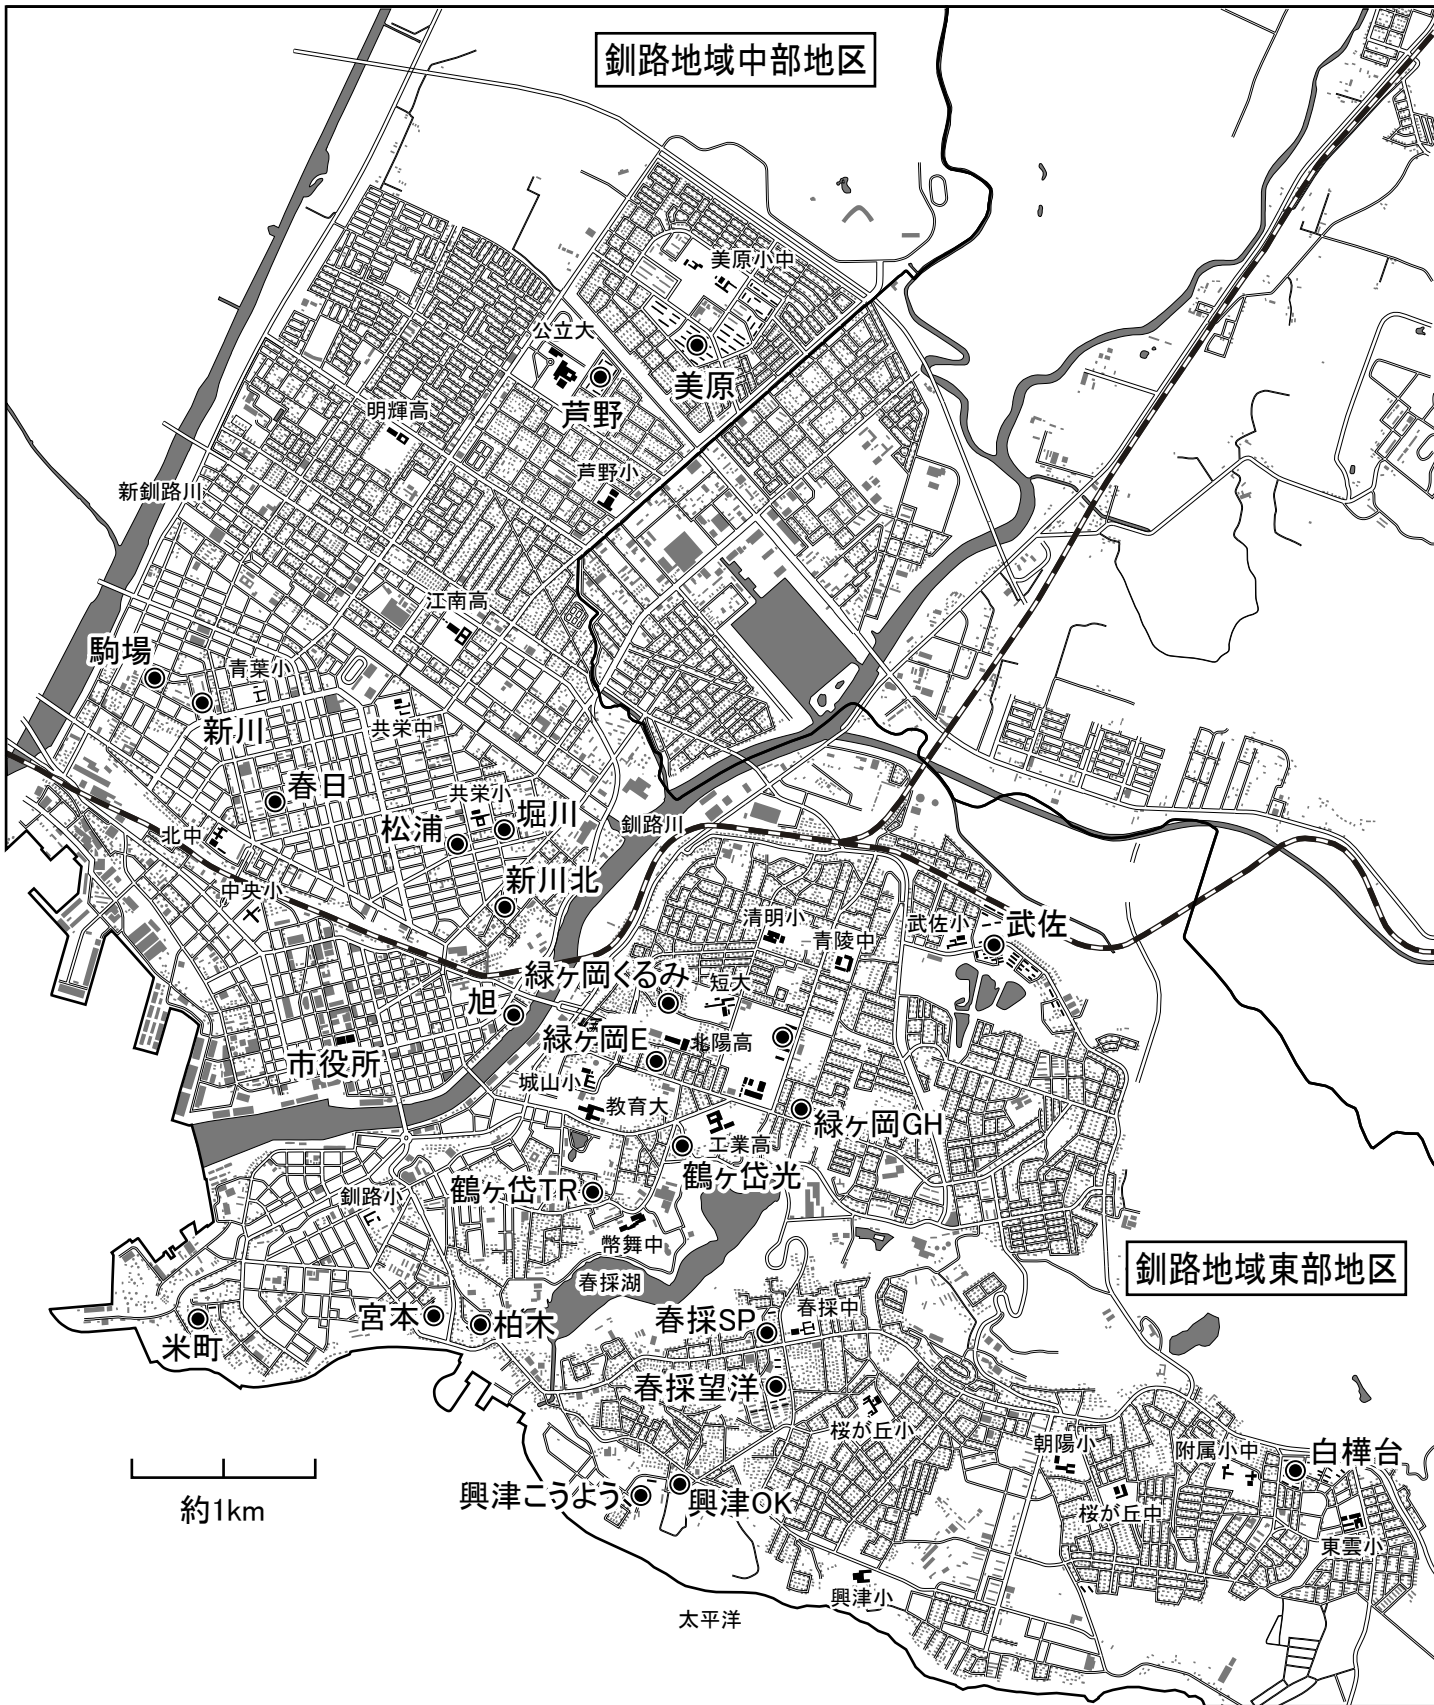 釧路地域中部地区
美原小中
公立大
美原
芦野
明輝高
芦野小
新釧路川
江南高
駒場
青葉小
新川
共栄中
春日
共栄小
堀川
松浦
釧路川
北中
新川北
中央小
清明小
武佐小
武佐
青陵中
緑ヶ岡くるみ
短大
旭
緑ヶ岡E
北陽高
市役所
城山小
教育大
緑ヶ岡GH
工業高
鶴ヶ岱光
鶴ヶ岱TR
釧路小
幣舞中
釧路地域東部地区
春採湖
宮本
柏木
春採SP
春採中
米町
春採望洋
桜が丘小
朝陽小
附属小中
白樺台
興津こうよう
興津OK
桜が丘中
約1km
東雲小
興津小
太平洋